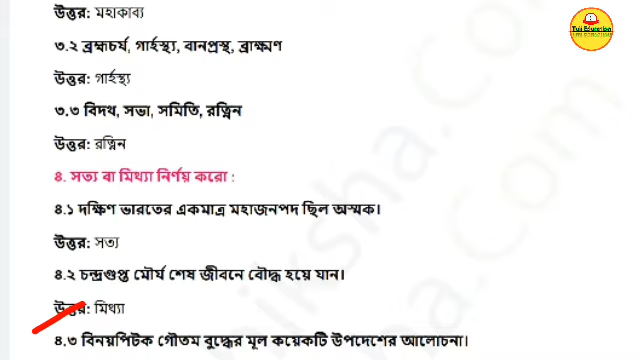 উত্তর: মহাকাব্য
৩.২ ব্রহ্মচর্য, গার্হস্থ্য, বানপ্রস্থ, ব্রাহ্মণ
উত্তর: গার্হস্থ্য
৩.৩ বিদথ, সভা, সমিতি, রত্নিন
উত্তর: রত্নিন
৪. সত্য বা মিথ্যা নির্ণয় করো :
৪.১ দক্ষিণ ভারতের একমাত্র মহাজনপদ ছিল অস্মক।
উত্তর: সত্য
৪.২ চন্দ্রগুপ্ত মৌর্য শেষ জীবনে বৌদ্ধ হয়ে যান।
উত্তর: মিথ্যা
৪.৩ বিনয়পিটক গৌতম বুদ্ধের মূল কয়েকটি উপদেশের আলোচনা।
Tui Education